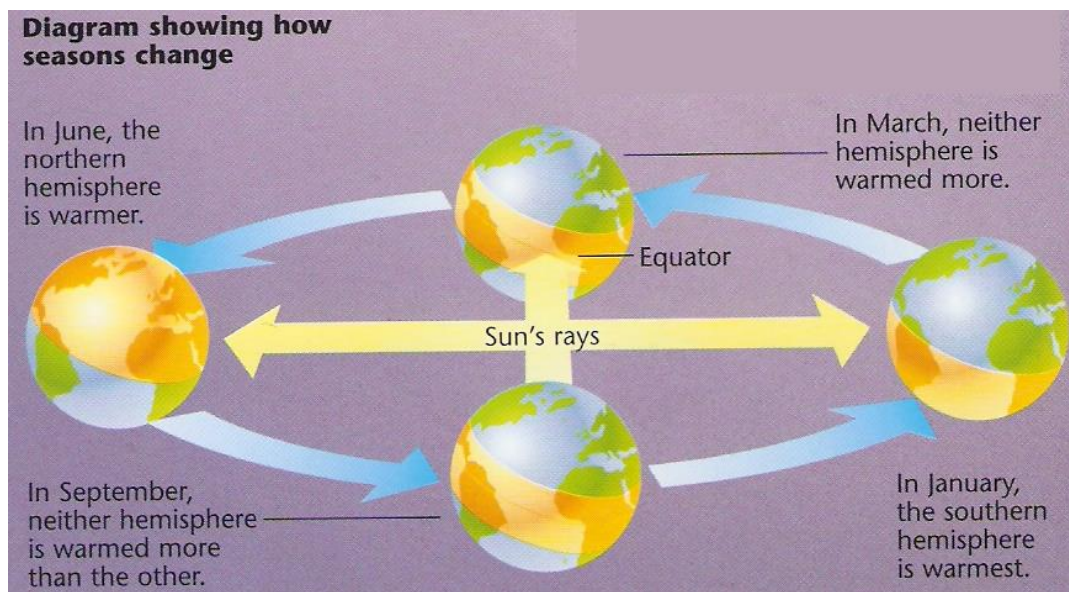 Diagram showing how
seasons change
In June, the
northern
hemisphere
is warmer.
In March, neither
hemisphere is
warmed more.
Equator
Sun's rays
In September,
neither hemisphere
is warmed more
than the other.
In January,
the southern
hemisphere
is warmest.